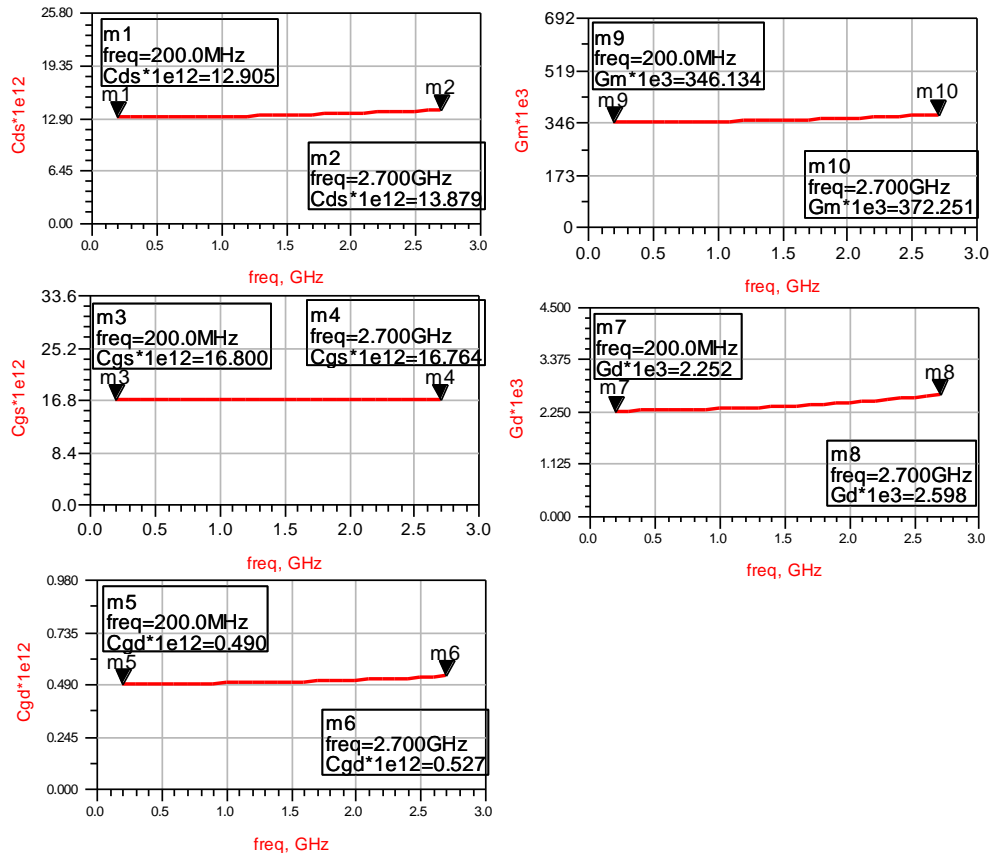 25.80
19.35
12.90
6.45
0.00
Cds*1e12
m1
freq=200.0MHz
Cds*1e12=12.905
m1
m2
m2
freq=2.700GHz
Cds*1e12=13.879
0.0
0.5
1.0
1.5
2.0
2.5
3.0
freq, GHz
692
519
346
173
0
Gm*1e3
m9
freq=200.0MHz
Gm*1e3=346.134
m9
m10
m10
freq=2.700GHz
Gm*1e3=372.251
0.0
0.5
1.0
1.5
2.0
2.5
3.0
freq, GHz
33.6
25.2
16.8
8.4
0.0
Cgs*1e12
m3
freq=200.0MHz
Cgs*1e12=16.800
m3
m4
freq=2.700GHz
Cgs*1e12=16.764
m4
0.0
0.5
1.0
1.5
2.0
2.5
3.0
freq, GHz
4.500
3.375
2.250
1.125
0.000
Gd*1e3
m7
freq=200.0MHz
Gd*1e3=2.252
m7
m8
m8
freq=2.700GHz
Gd*1e3=2.598
0.0
0.5
1.0
1.5
2.0
2.5
3.0
freq, GHz
0.980
0.735
0.490
0.245
0.000
Cgd*1e12
m5
freq=200.0MHz
Cgd*1e12=0.490
m5
m6
m6
freq=2.700GHz
Cgd*1e12=0.527
0.0
0.5
1.0
1.5
2.0
2.5
3.0
freq, GHz